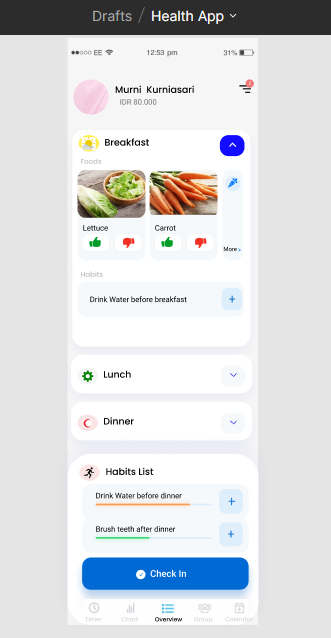 Drafts / Health App
EE 12:53 pm 31%
Murni Kurniasari
IDR 80.000
Breakfast
Foods
Lettuce
Carrot
More >
Habits
Drink Water before breakfast
+
Lunch
Dinner
Habits List
Drink Water before dinner
+
Brush teeth after dinner
+
Check In
Timer Chart Overview Group Calendar